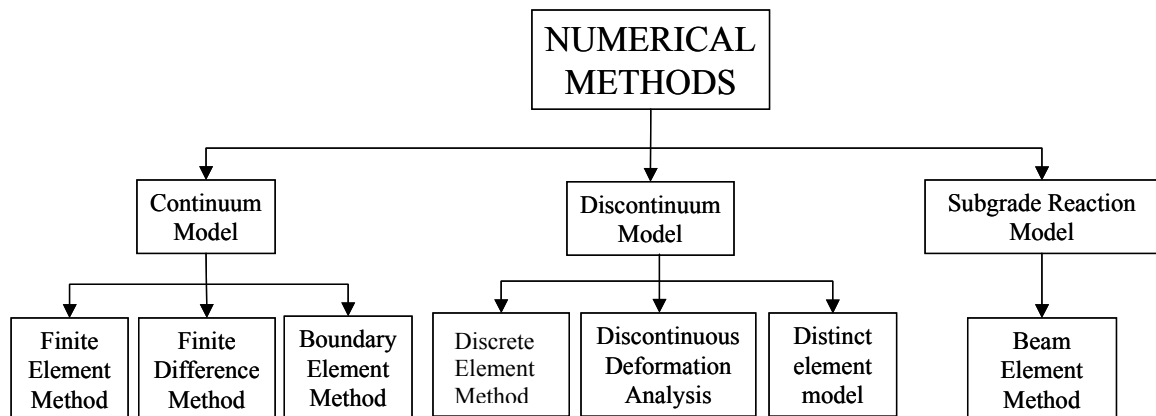 NUMERICAL
METHODS
Continuum
Model
Discontinuum
Model
Subgrade Reaction
Model
Finite
Element
Method
Finite
Difference
Method
Boundary
Element
Method
Discrete
Element
Method
Discontinuous
Deformation
Analysis
Distinct
element
model
Beam
Element
Method